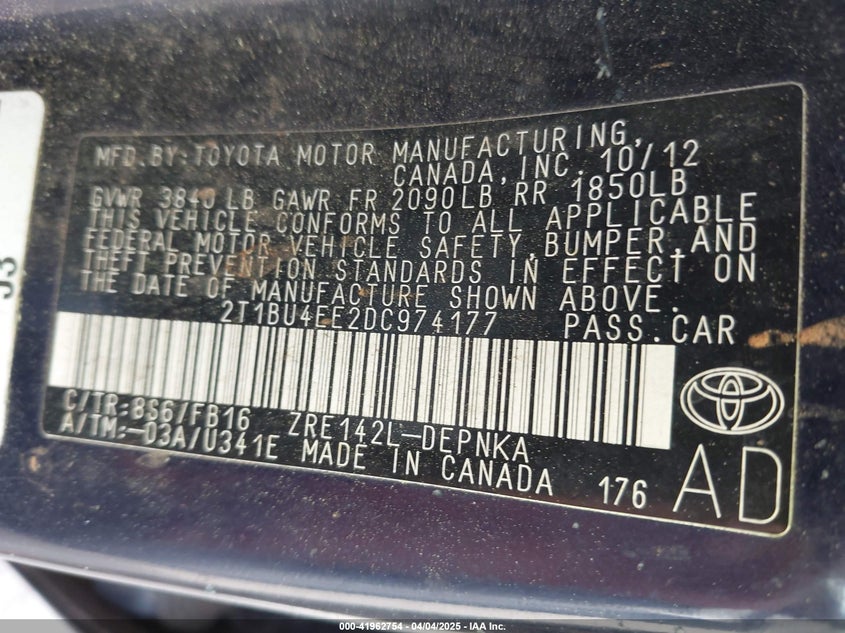 MFD.BY:TOYOTA MOTOR MANUFACTURING,
CANADA, INC. 10/12
GVWR 3840 LB GAWR FR 2090LB RR 1850LB
THIS VEHICLE CONFORMS TO ALL APPLICABLE
FEDERAL MOTOR VEHICLE SAFETY,BUMPER,AND
THEFT PREVENTION STANDARDS IN EFFECT ON
THE DATE OF MANUFACTURE SHOWN ABOVE.
2T1BU4EE2DC974177 PASS.CAR
C/TR:8S6/FB16 ZRE142L-DEPNKA
A/TM:-03A/U341E MADE IN CANADA 176 AD
000-41962754 - 04/04/2025 - IAA Inc.